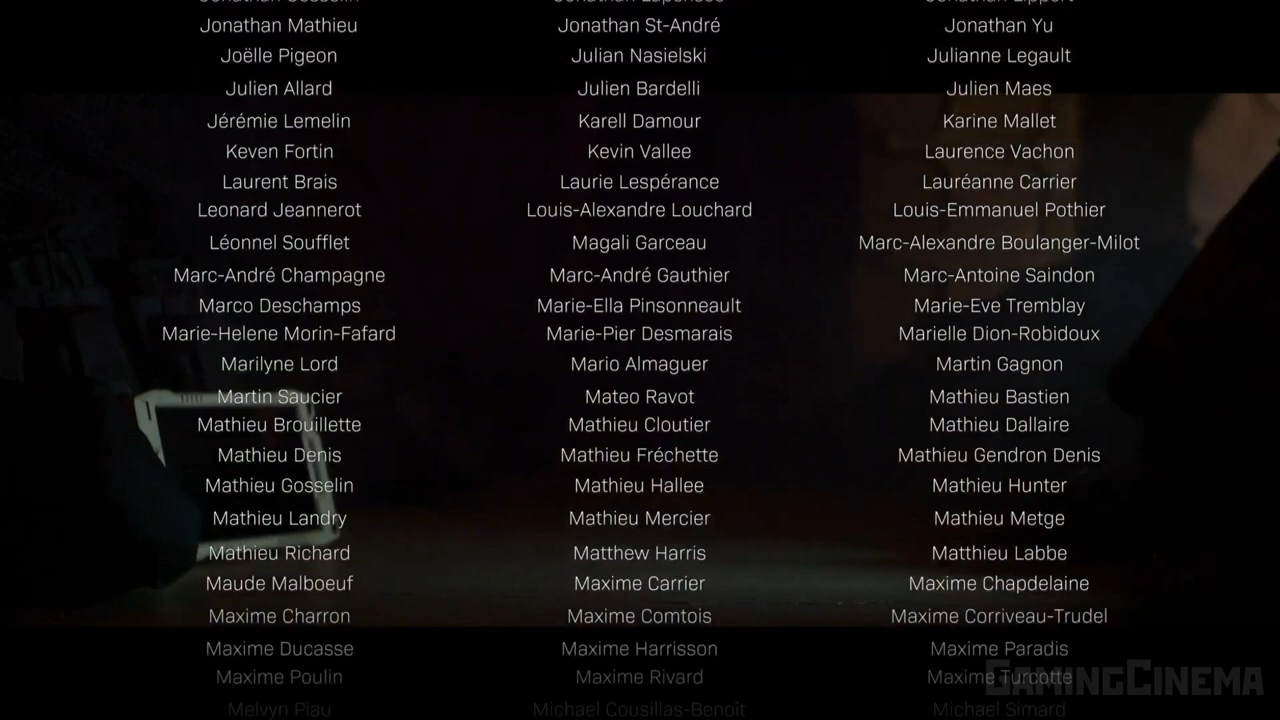 Jonathan Mathieu Jonathan St-André Jonathan Yu
Joëlle Pigeon Julian Nasielski Julianne Legault
Julien Allard Julien Bardelli Julien Maes
Jérémie Lemelin Karell Damour Karine Mallet
Keven Fortin Kevin Vallee Laurence Vachon
Laurent Brais Laurie Lespérance Lauréanne Carrier
Leonard Jeannerot Louis-Alexandre Louchard Louis-Emmanuel Pothier
Léonnel Soufflet Magali Garceau Marc-Alexandre Boulanger-Milot
Marc-André Champagne Marc-André Gauthier Marc-Antoine Saindon
Marco Deschamps Marie-Ella Pinsonneault Marie-Eve Tremblay
Marie-Helene Morin-Fafard Marie-Pier Desmarais Marielle Dion-Robidoux
Marilyne Lord Mario Almaguer Martin Gagnon
Martin Saucier Mateo Ravot Mathieu Bastien
Mathieu Brouillette Mathieu Cloutier Mathieu Dallaire
Mathieu Denis Mathieu Fréchette Mathieu Gendron Denis
Mathieu Gosselin Mathieu Hallee Mathieu Hunter
Mathieu Landry Mathieu Mercier Mathieu Metge
Mathieu Richard Matthew Harris Matthieu Labbe
Maude Malboeuf Maxime Carrier Maxime Chapdelaine
Maxime Charron Maxime Comtois Maxime Corriveau-Trudel
Maxime Ducasse Maxime Harrisson Maxime Paradis
Maxime Poulin Maxime Rivard Maxime Turcotte
GamingCinema
Melvyn Piau Michael Cousillas-Benoît Michael Simard